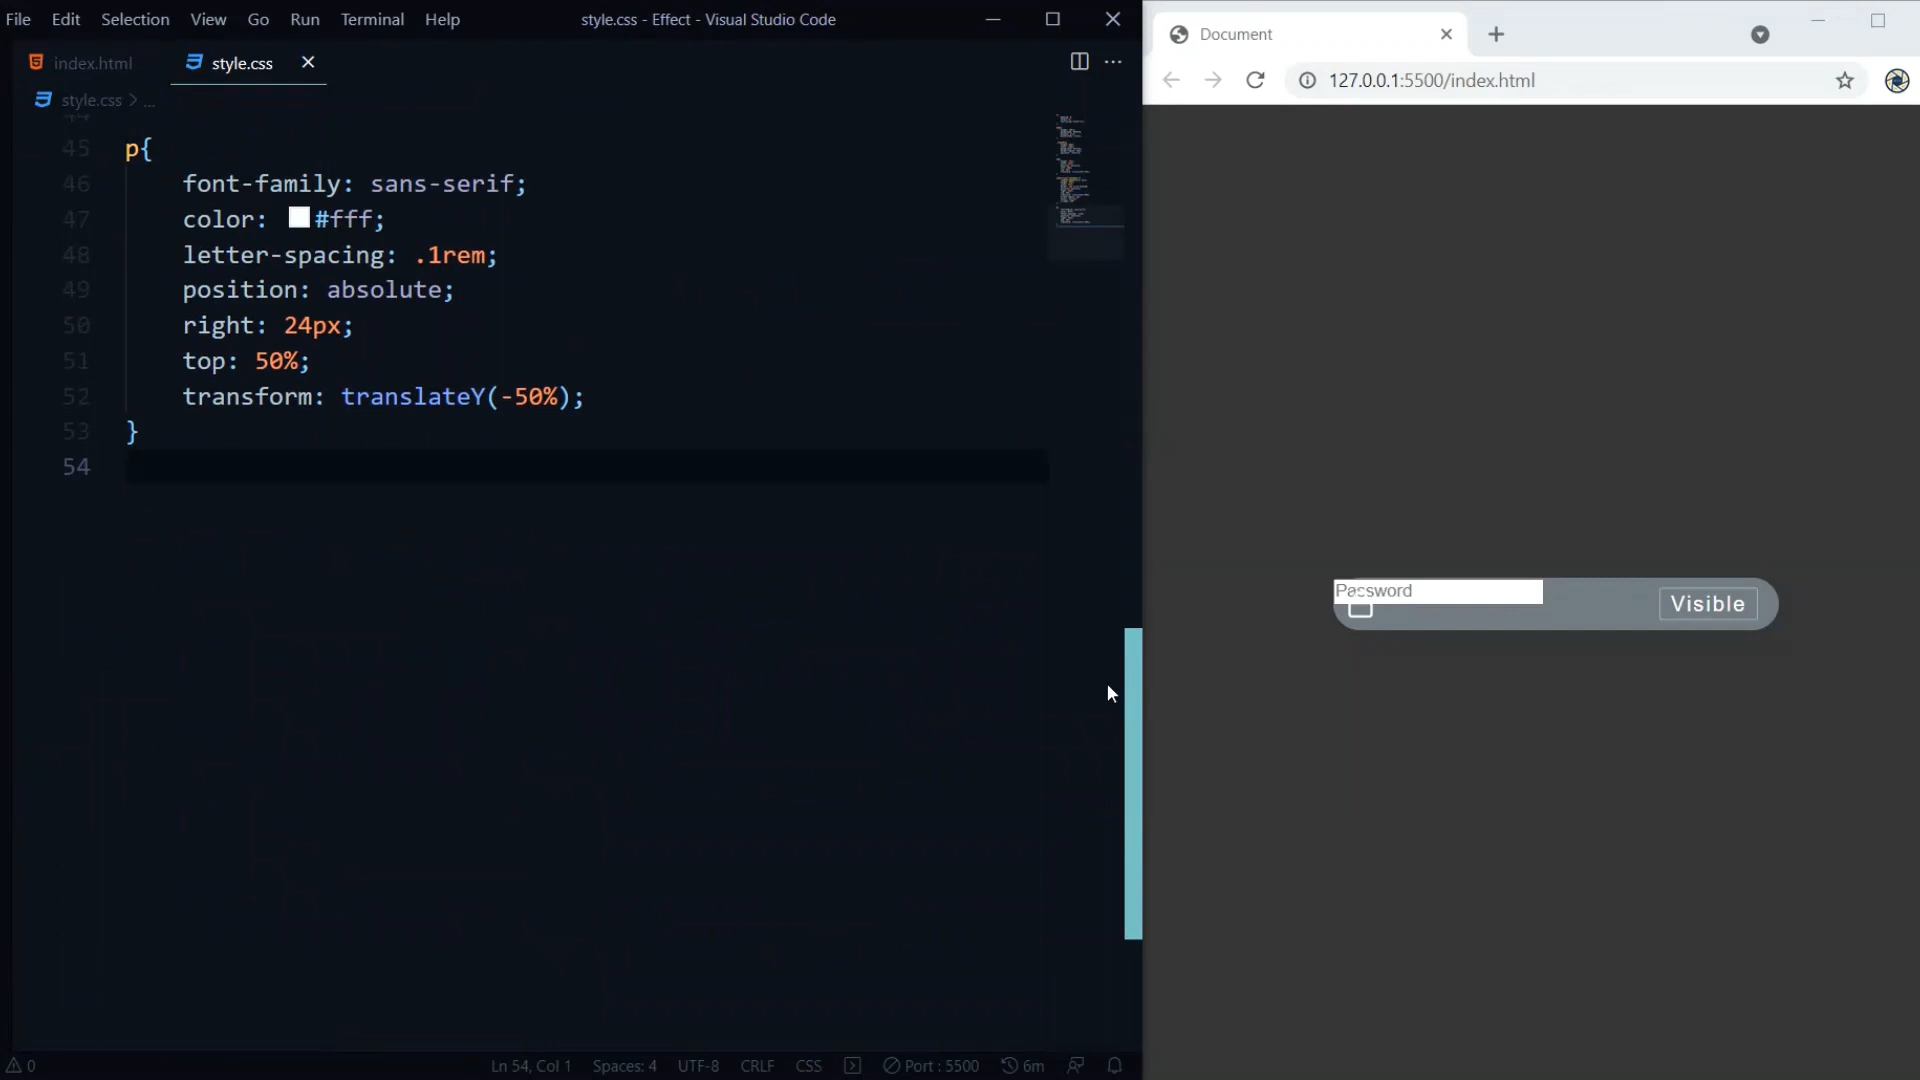 File Edit Selection View Go Run Terminal Help style.css - Effect - Visual Studio Code
index.html style.css
style.css > ...
44
45 p{
46 font-family: sans-serif;
47 color: #fff;
48 letter-spacing: .1rem;
49 position: absolute;
50 right: 24px;
51 top: 50%;
52 transform: translateY(-50%);
53 }
54
0 Ln 54, Col 1 Spaces: 4 UTF-8 CRLF CSS Port : 5500 6m
Document
127.0.0.1:5500/index.html
Password
Visible